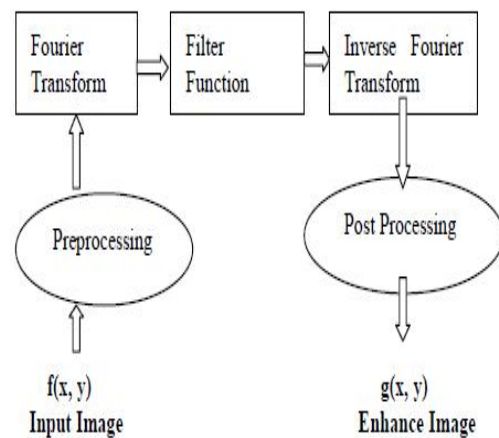 Fourier
Transform
Filter
Function
Inverse Fourier
Transform
Preprocessing
Post Processing
f(x, y)
Input Image
g(x, y)
Enhance Image